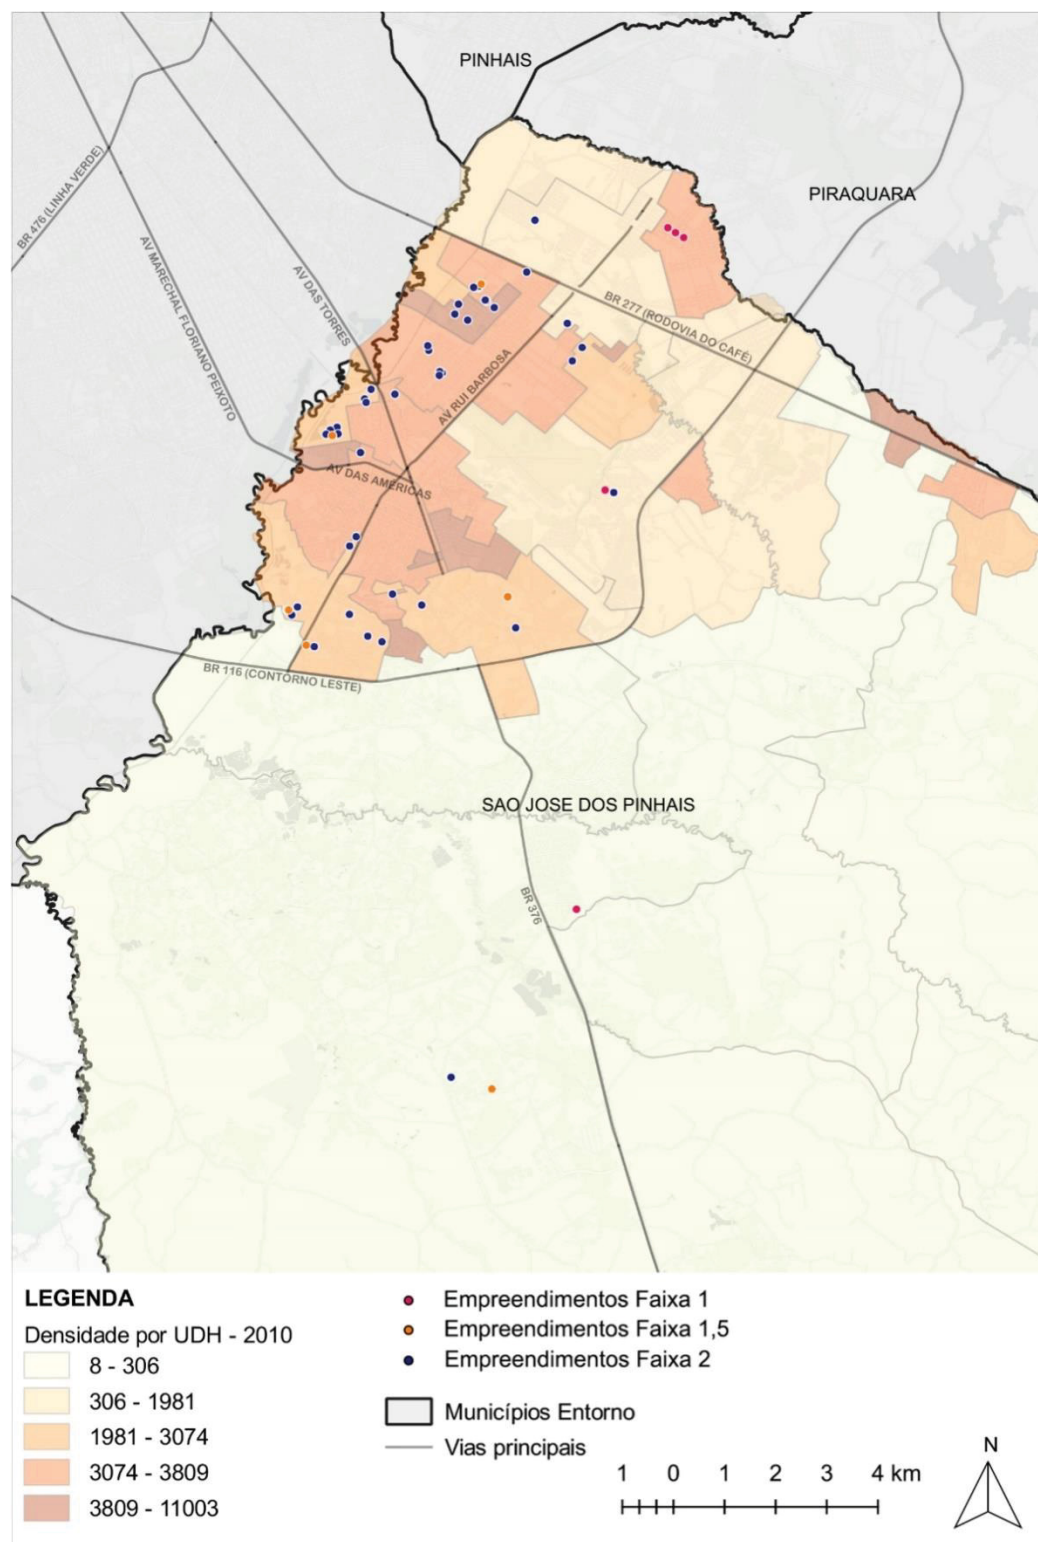 PINHAIS
PIRAQUARA
BR 476 (LINHA VERDE)
AV MARECHAL FLORIANO PEIXOTO
AV DAS TORRES
BR 277 (RODOVIA DO CAFÉ)
AV RUI BARBOSA
AV DAS AMÉRICAS
BR 116 (CONTORNO LESTE)
SAO JOSE DOS PINHAIS
BR 376
LEGENDA
Densidade por UDH - 2010
8 - 306
306 - 1981
1981 - 3074
3074 - 3809
3809 - 11003
Empreendimentos Faixa 1
Empreendimentos Faixa 1,5
Empreendimentos Faixa 2
Municípios Entorno
Vias principais
1 0 1 2 3 4 km
N